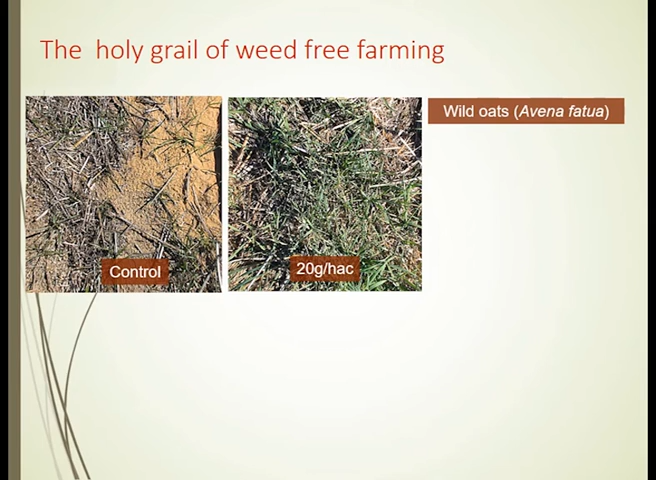 The holy grail of weed free farming
Wild oats (Avena fatua)
Control
20g/hac